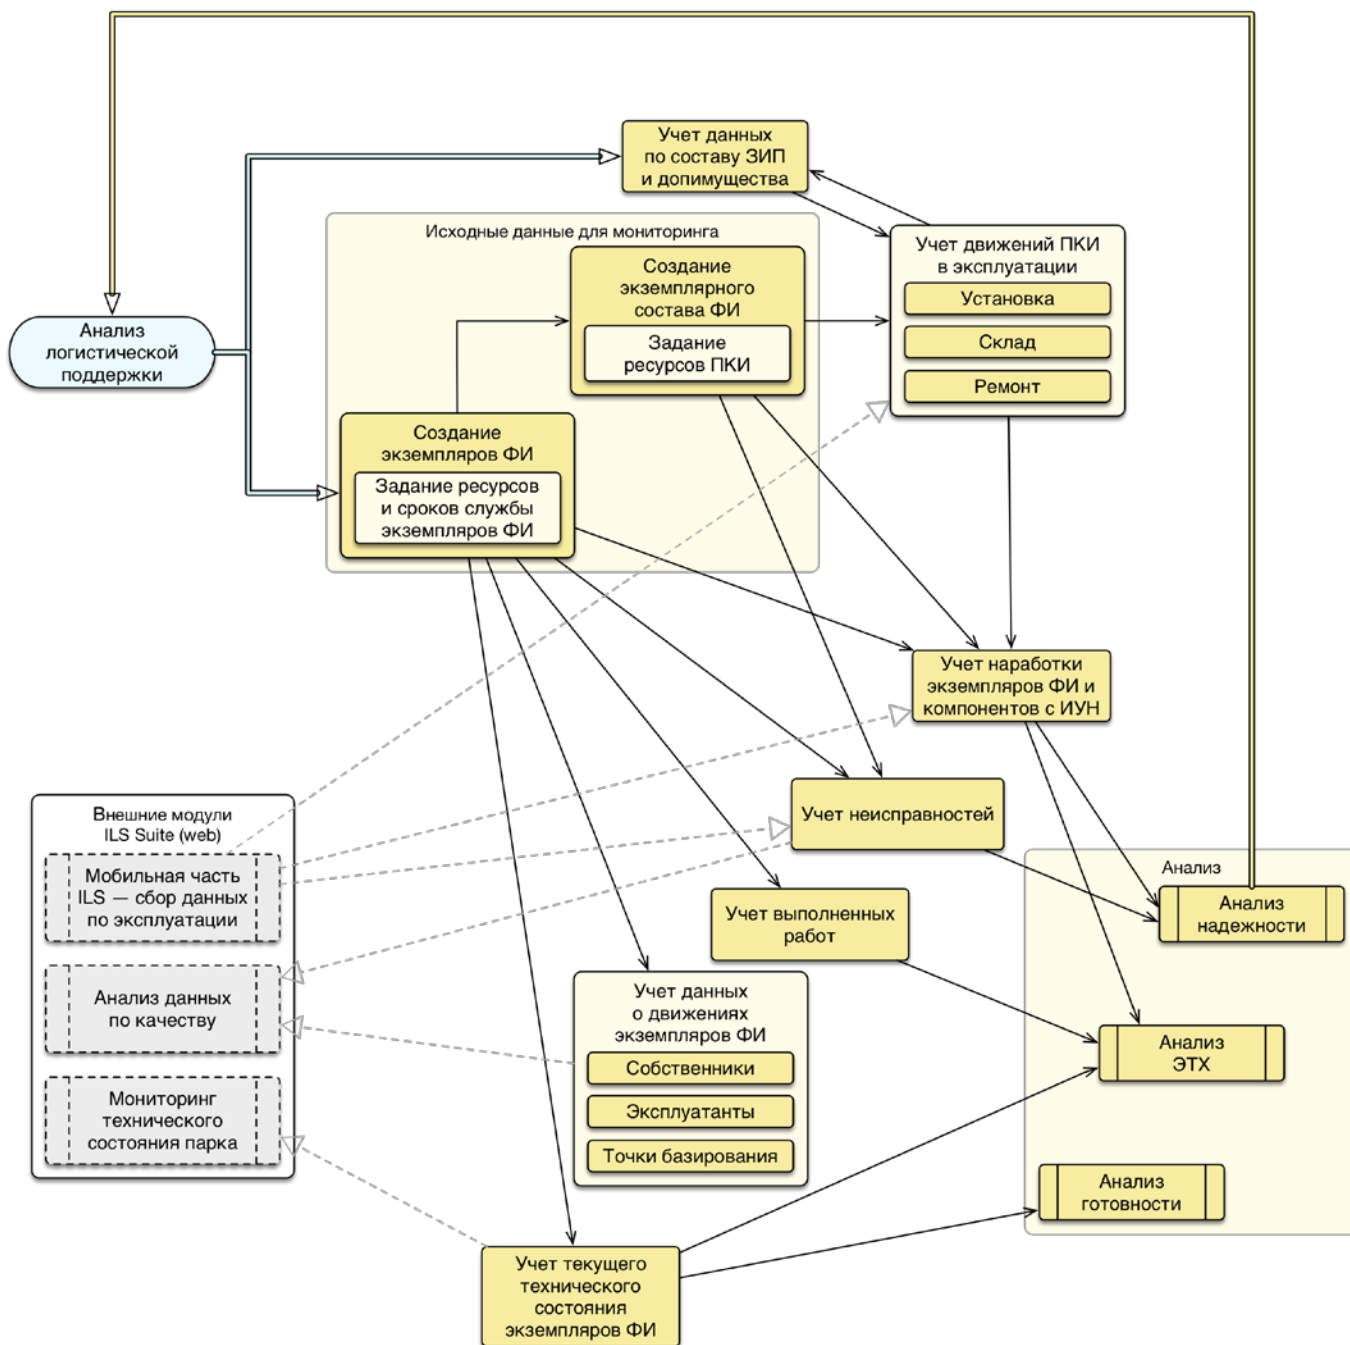 Учет данных
по составу ЗИП
и допимущества
Исходные данные для мониторинга
Создание
экземплярного
состава ФИ
Задание
ресурсов ПКИ
Учет движений ПКИ
в эксплуатации
Установка
Склад
Ремонт
Анализ
логистической
поддержки
Создание
экземпляров ФИ
Задание ресурсов
и сроков службы
экземпляров ФИ
Учет наработки
экземпляров ФИ и
компонентов с ИУН
Внешние модули
ILS Suite (web)
Мобильная часть
ILS — сбор данных
по эксплуатации
Анализ данных
по качеству
Мониторинг
технического
состояния парка
Учет неисправностей
Учет выполненных
работ
Учет данных
о движениях
экземпляров ФИ
Собственники
Эксплуатанты
Точки базирования
Анализ
Анализ
надежности
Анализ
ЭТХ
Анализ
готовности
Учет текущего
технического
состояния
экземпляров ФИ